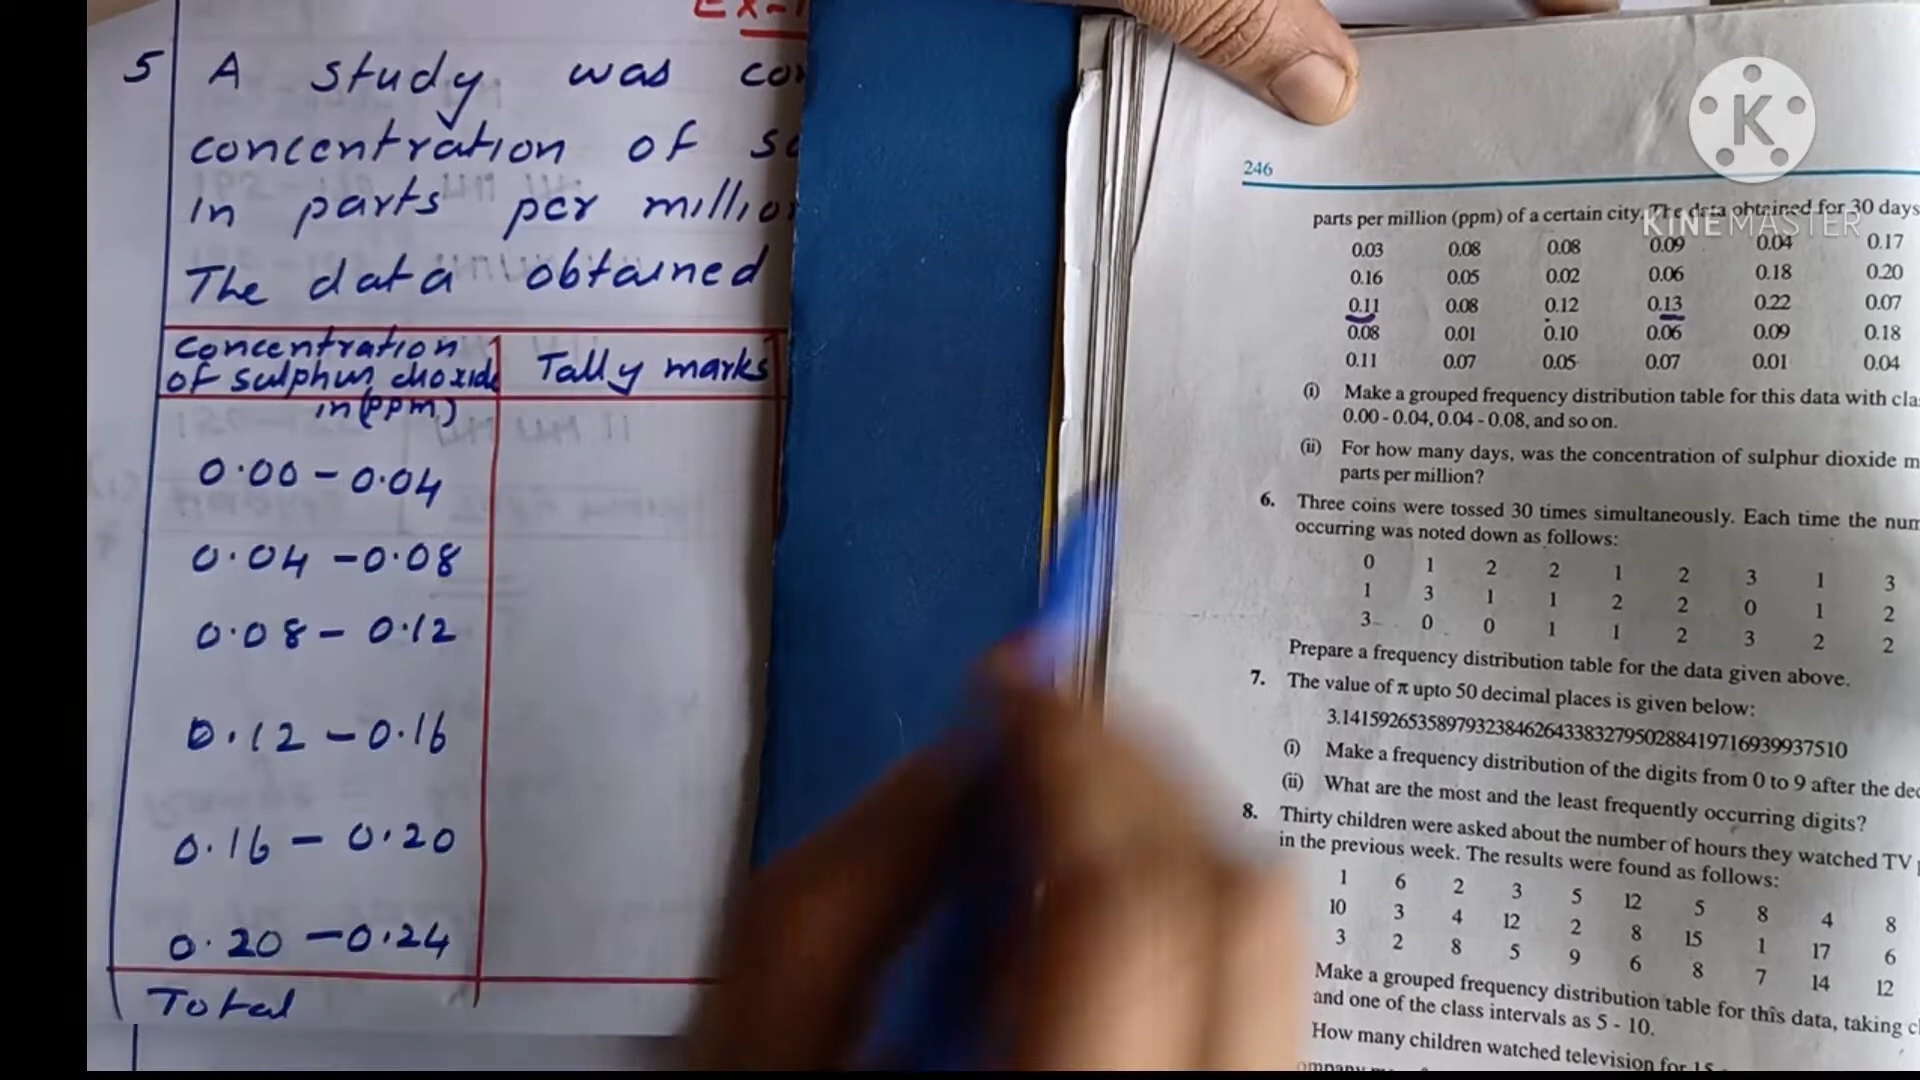 5 A study was
concentration of
in parts per million
The data obtained
Concentration
of sulphur dioxide
in (ppm)
Tally marks
0.00 - 0.04
0.04 - 0.08
0.08 - 0.12
0.12 - 0.16
0.16 - 0.20
0.20 - 0.24
Total
K
KINEMASTER
246
parts per million (ppm) of a certain city. The data obtained for 30 days
0.03 0.08 0.08 0.09 0.04 0.17
0.16 0.05 0.02 0.06 0.18 0.20
0.11 0.08 0.12 0.13 0.22 0.07
0.08 0.01 0.10 0.06 0.09 0.18
0.11 0.07 0.05 0.07 0.01 0.04
(i) Make a grouped frequency distribution table for this data with
0.00 - 0.04, 0.04 - 0.08, and so on.
(ii) For how many days, was the concentration of sulphur dioxide
parts per million?
6. Three coins were tossed 30 times simultaneously. Each time the
occurring was noted down as follows:
0 1 2 2 1 2 3 1 3
1 3 1 1 2 2 0 1 2
3 0 0 1 1 2 3 2 2
Prepare a frequency distribution table for the data given above.
7. The value of π upto 50 decimal places is given below:
3.14159265358979323846264338327950288419716939937510
(i) Make a frequency distribution of the digits from 0 to 9 after the
(ii) What are the most and the least frequently occurring digits?
8. Thirty children were asked about the number of hours they watched TV
in the previous week. The results were found as follows:
1 6 2 3 5 12 5 8 4 8
10 3 4 12 2 8 15 1 17 6
3 2 8 5 9 6 8 7 14 12
Make a grouped frequency distribution table for this data, taking
and one of the class intervals as 5 - 10.
How many children watched television for